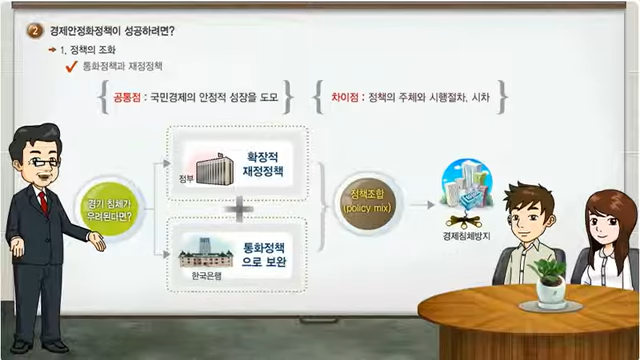 2 경제안정화정책이 성공하려면?
1. 정책의 조화
통화정책과 재정정책
공통점 : 국민경제의 안정적 성장을 도모
차이점 : 정책의 주체와 시행절차, 시차
경기 침체가
우려된다면?
정부
확장적
재정정책
한국은행
통화정책
으로 보완
정책조합
(policy mix)
경제침체방지